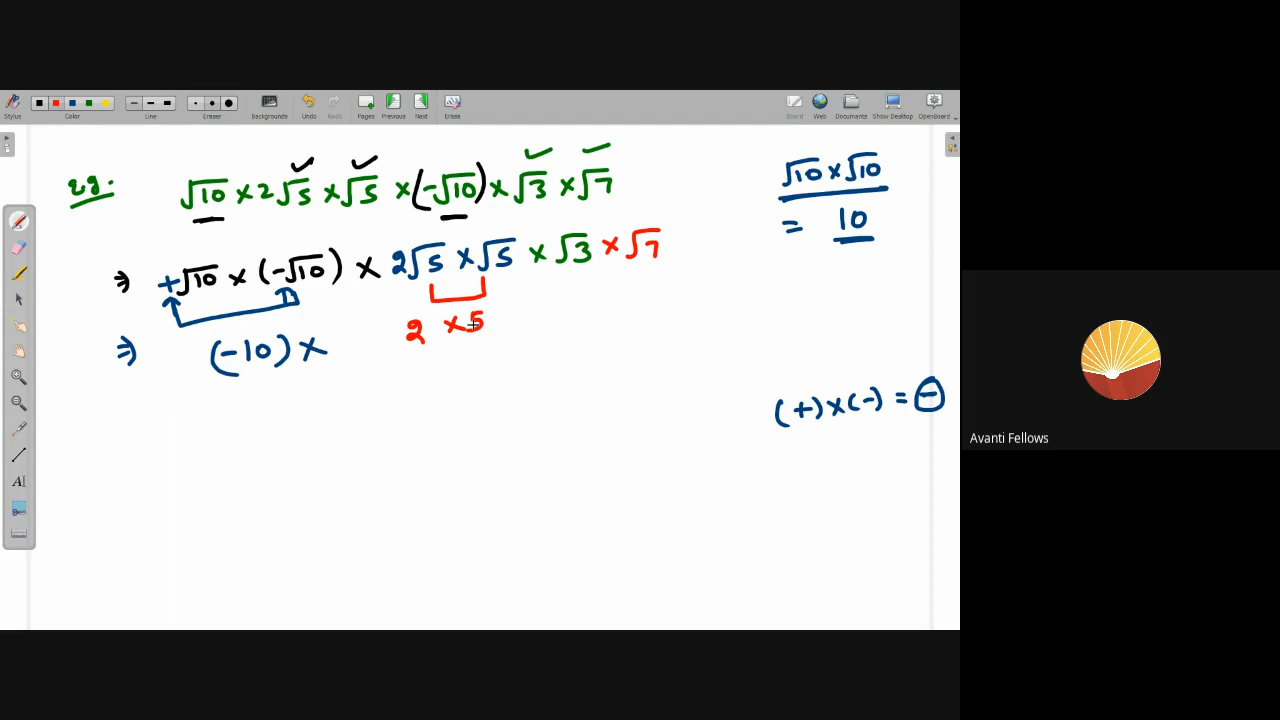 Stylus Color Line Eraser Backgrounds Undo Redo Pages Previous Next Erase Board Web Documents Show Desktop OpenBoard
e.g. √10 × 2√5 × √5 × (-√10) × √3 × √7
√10 × √10
= 10
⇒ +√10 × (-√10) × 2√5 × √5 × √3 × √7
2 × 5
⇒ (-10) ×
(+) × (-) = -
Avanti Fellows